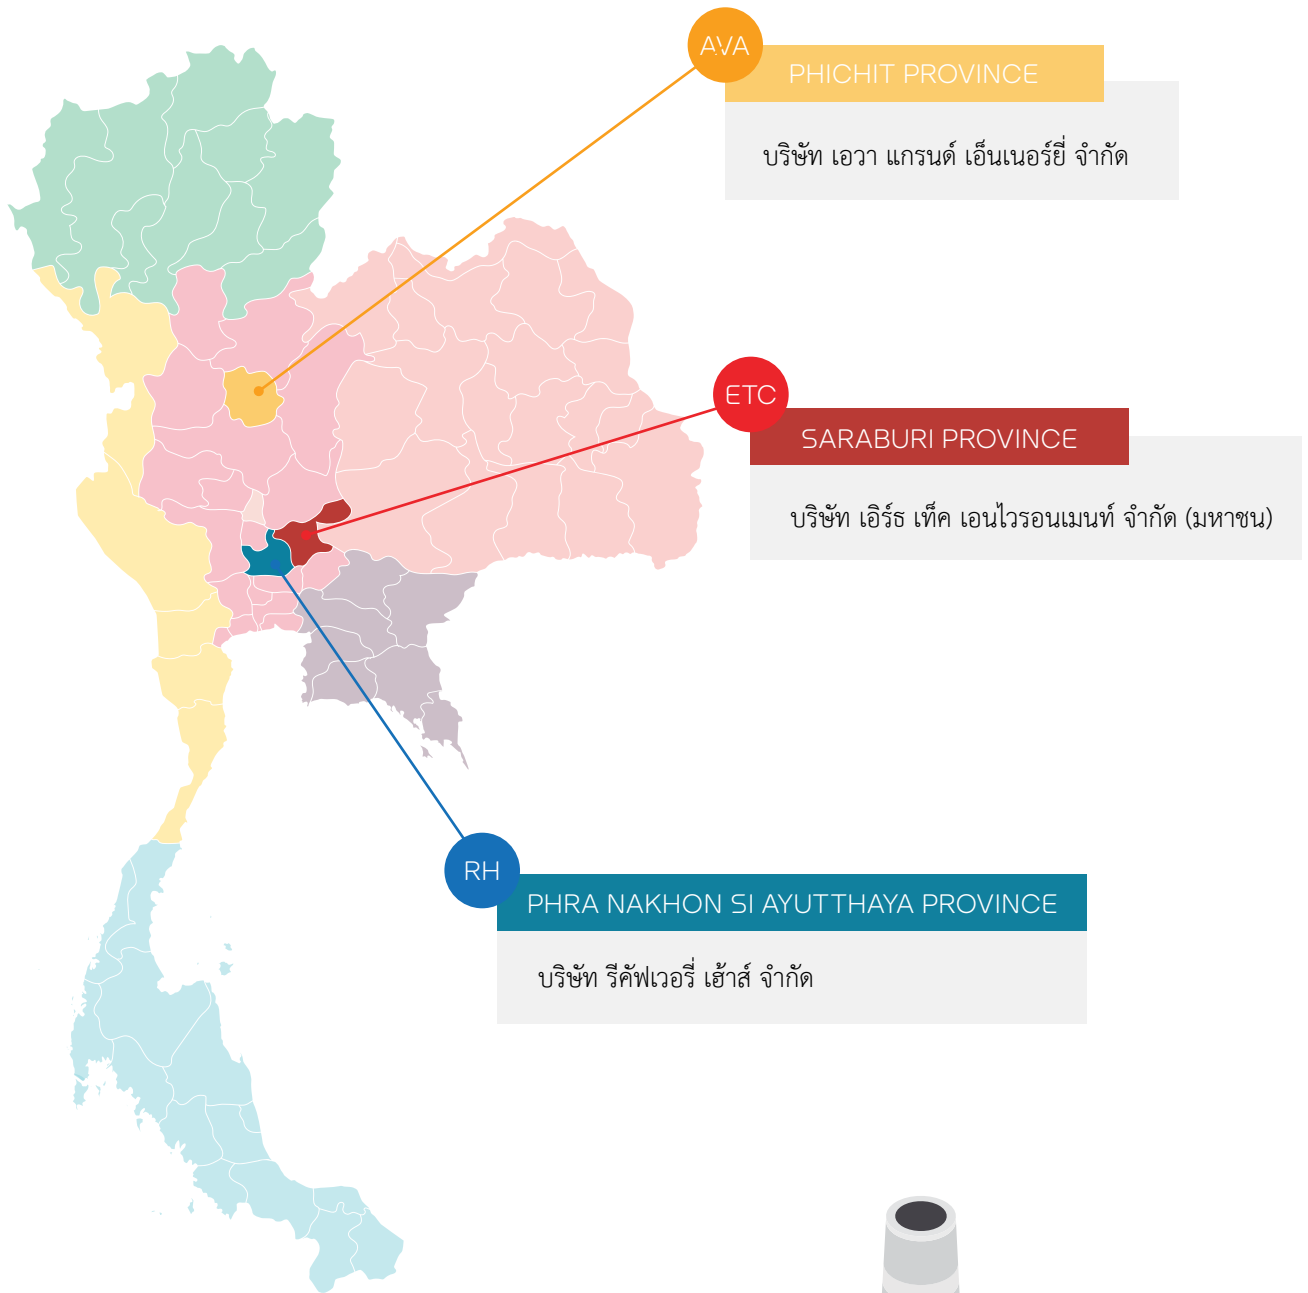 AVA
PHICHIT PROVINCE
บริษัท เอวา แกรนด์ เอ็นเนอร์ยี่ จำกัด
ETC
SARABURI PROVINCE
บริษัท เอิร์ธ เท็ค เอนไวรอนเมนท์ จำกัด (มหาชน)
RH
PHRA NAKHON SI AYUTTHAYA PROVINCE
บริษัท รีคัฟเวอรี่ เฮ้าส์ จำกัด